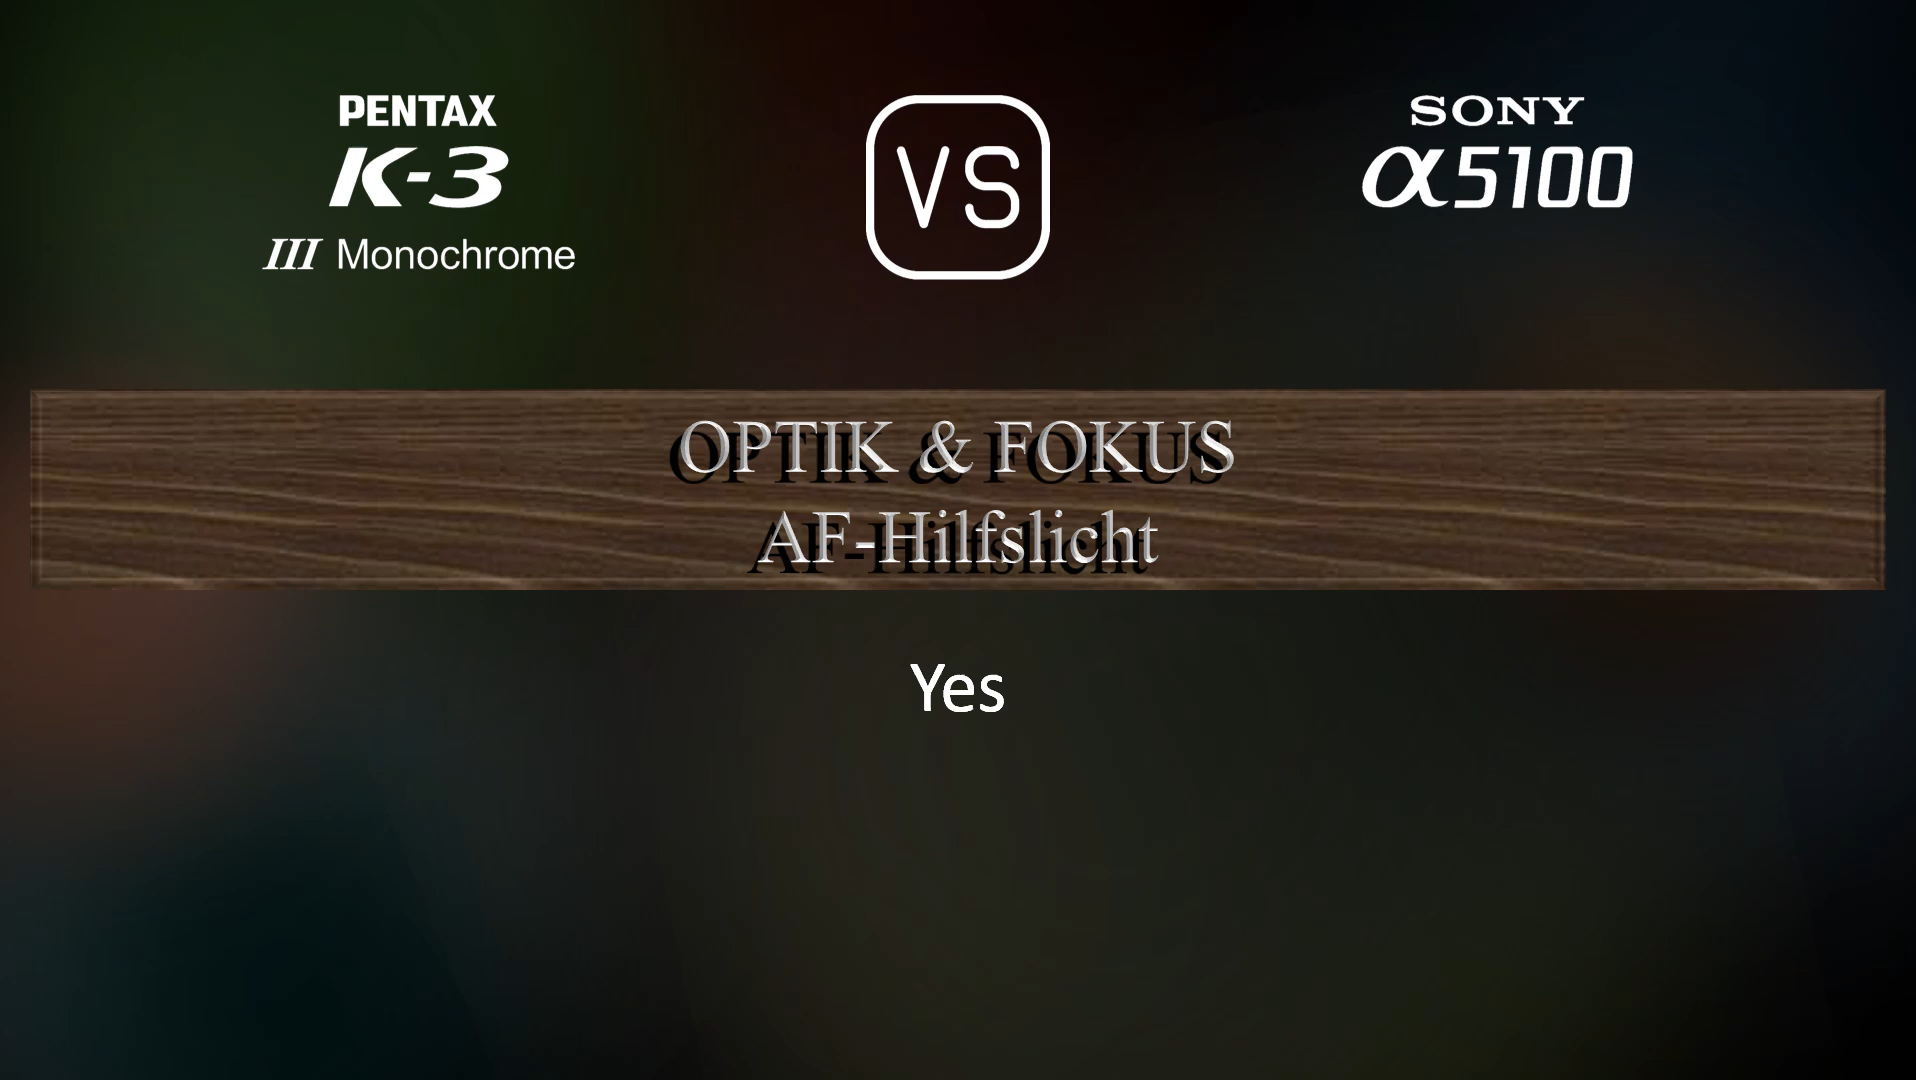 PENTAX
K-3
III Monochrome
VS
SONY
α5100
OPTIK & FOKUS
AF-Hilfslicht
Yes